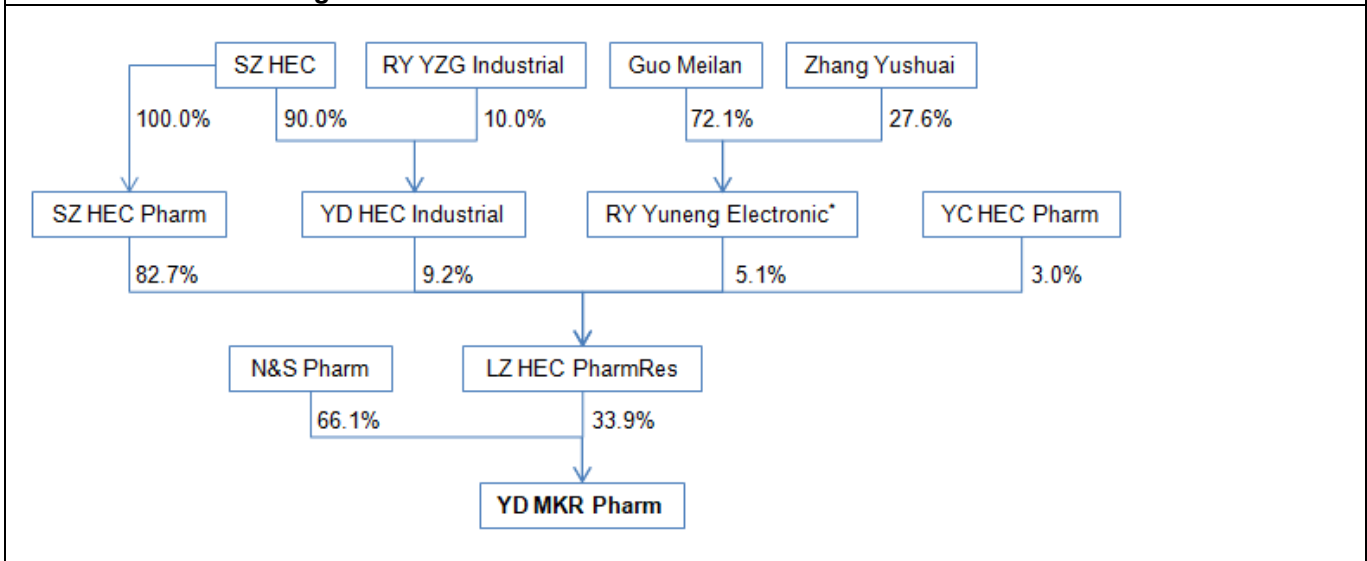 SZ HEC RY YZG Industrial Guo Meilan Zhang Yushuai
100.0% 90.0% 10.0% 72.1% 27.6%
SZ HEC Pharm YD HEC Industrial RY Yuneng Electronic* YC HEC Pharm
82.7% 9.2% 5.1% 3.0%
N&S Pharm LZ HEC PharmRes
66.1% 33.9%
YD MKR Pharm